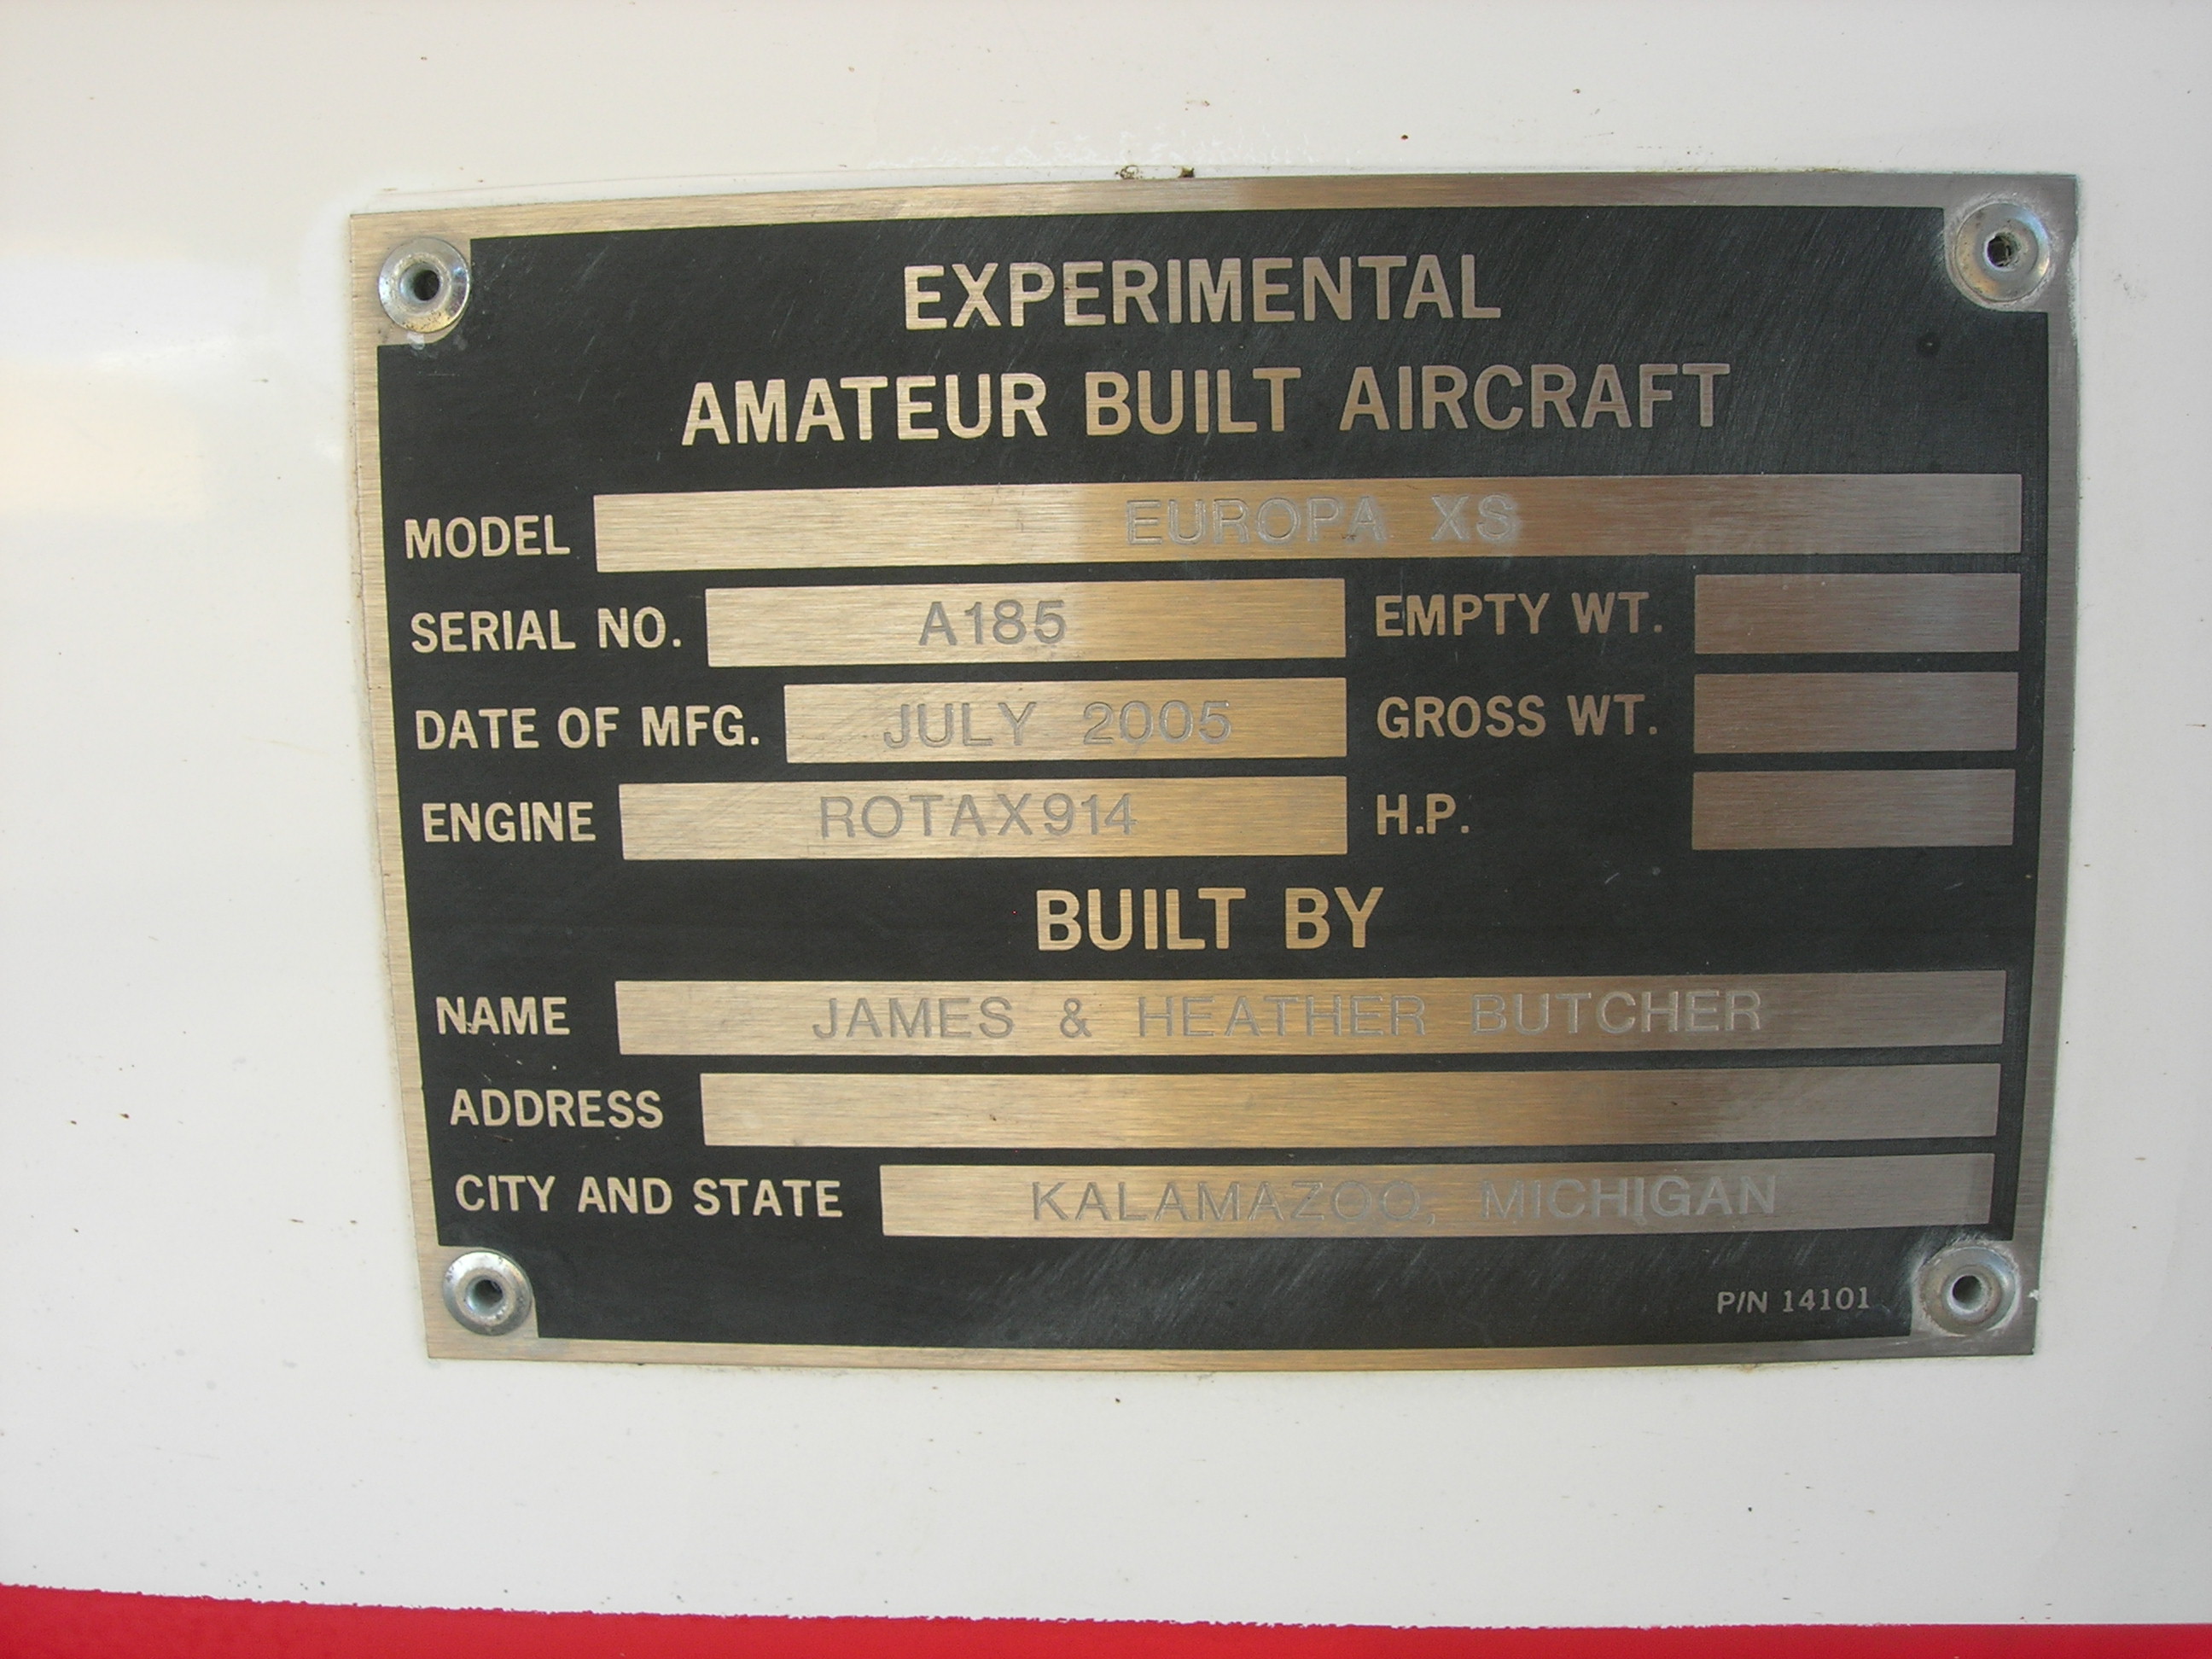 EXPERIMENTAL
AMATEUR BUILT AIRCRAFT
MODEL EUROPA XS
SERIAL NO. A185 EMPTY WT.
DATE OF MFG. JULY 2005 GROSS WT.
ENGINE ROTAX914 H.P.
BUILT BY
NAME JAMES & HEATHER BUTCHER
ADDRESS
CITY AND STATE KALAMAZOO, MICHIGAN
P/N 14101